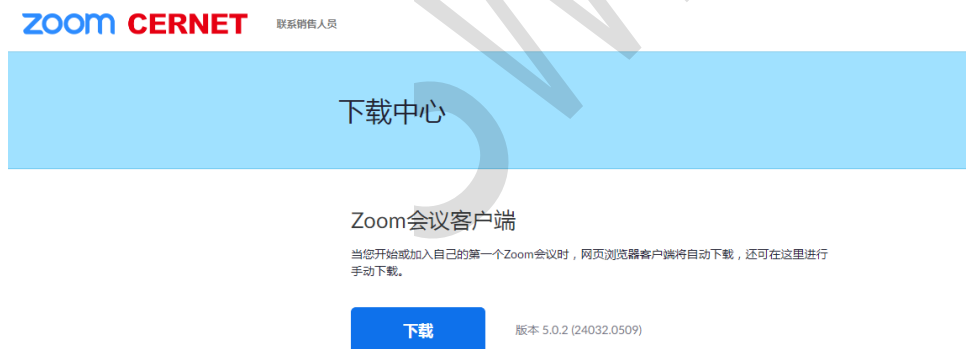 zoom CERNET 联系销售人员
下载中心
Zoom会议客户端
当您开始或加入自己的第一个Zoom会议时，网页浏览器客户端将自动下载，还可在这里进行
手动下载。
下载 版本 5.0.2 (24032.0509)